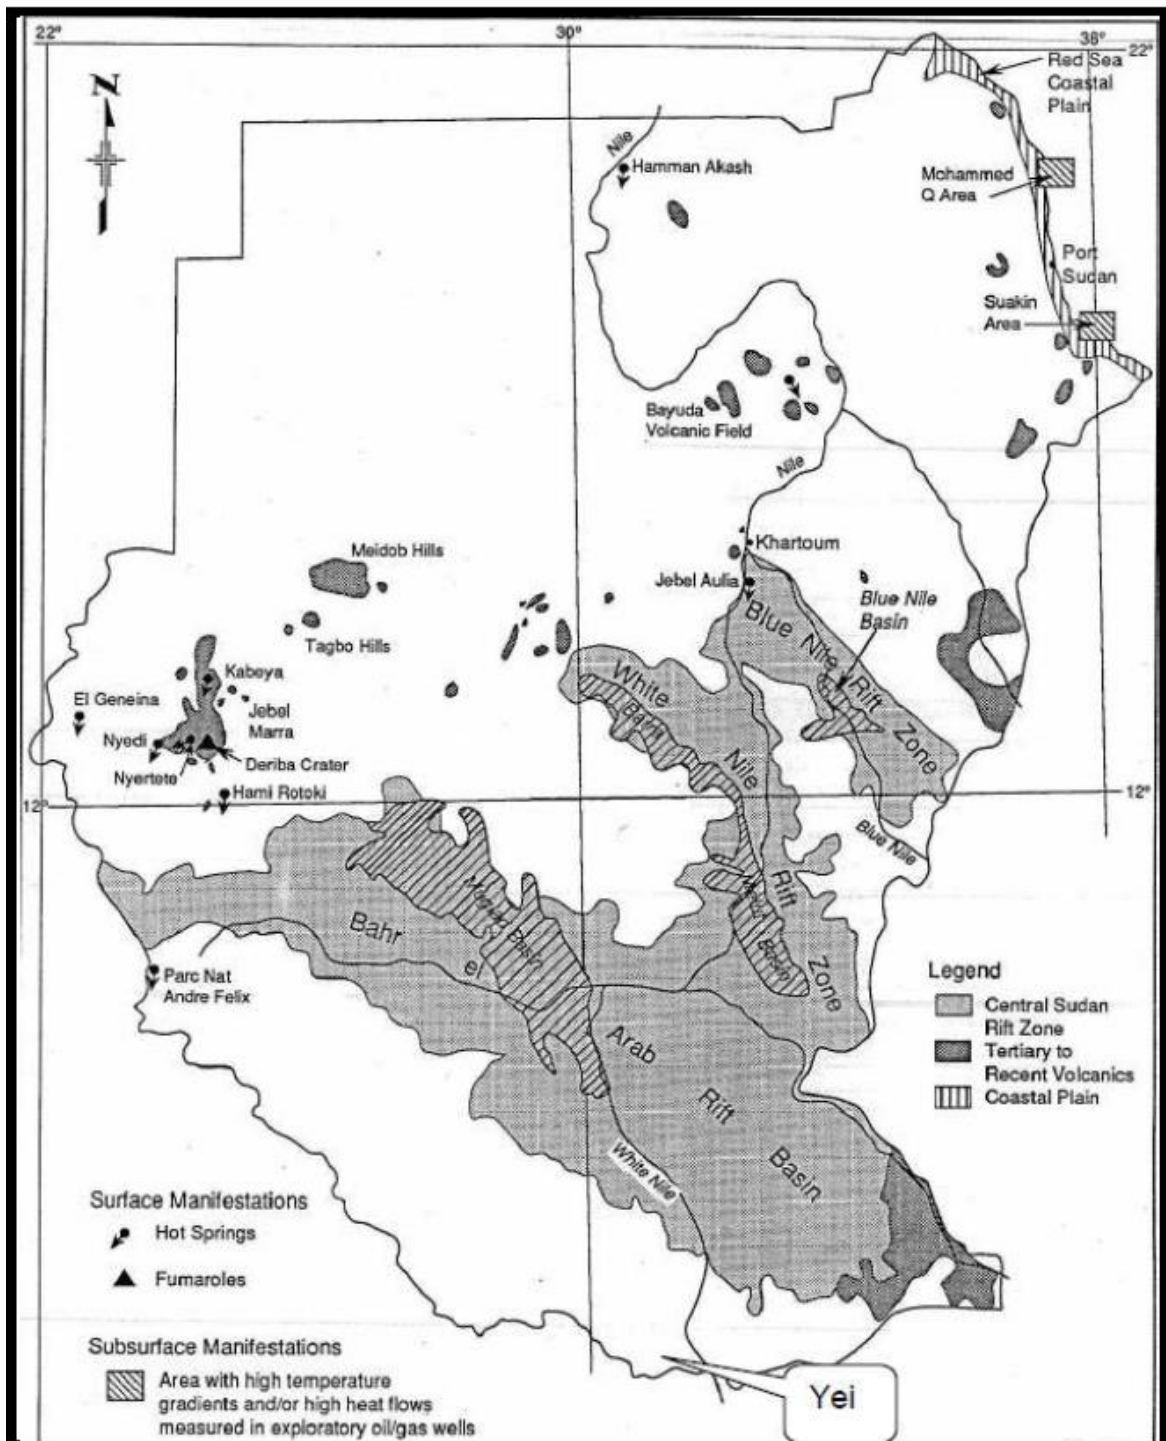 22°
30°
38°
22°
N
Red Sea
Coastal
Plain
Nile
Hamman Akash
Mohammed
Q Area
Port
Sudan
Suakin
Area
Bayuda
Volcanic Field
Nile
Khartoum
Meidob Hills
Jebel Aulia
Blue Nile
Basin
Blue Nile Rift Zone
Tagbo Hills
Kabeya
White Nile Rift Zone
El Geneina
Jebel
Marra
Nyedi
Deriba Crater
Nyertete
Hami Rotoki
12°
12°
Blue Nile
Basin
Bahr el Arab Rift Basin
Parc Nat
Andre Felix
Legend
Central Sudan
Rift Zone
Tertiary to
Recent Volcanics
Coastal Plain
White Nile
Surface Manifestations
Hot Springs
Fumaroles
Subsurface Manifestations
Area with high temperature
gradients and/or high heat flows
measured in exploratory oil/gas wells
Yei